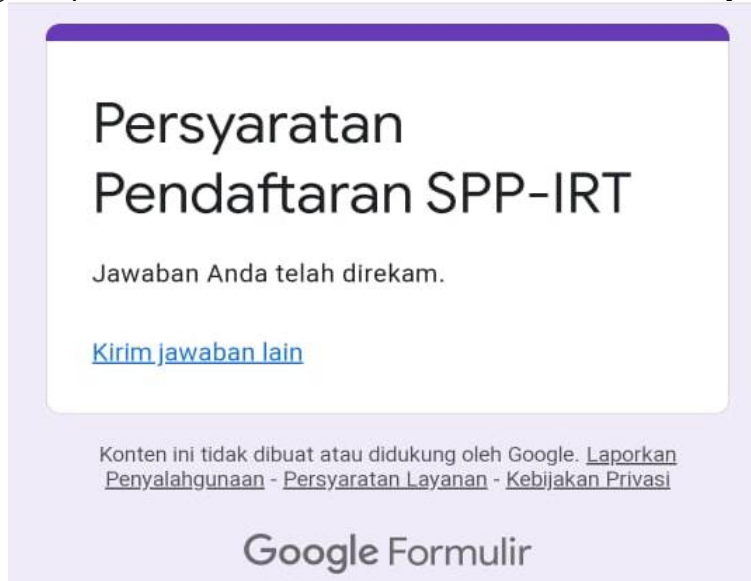 Persyaratan
Pendaftaran SPP-IRT
Jawaban Anda telah direkam.
Kirim jawaban lain
Konten ini tidak dibuat atau didukung oleh Google. Laporkan
Penyalahgunaan - Persyaratan Layanan - Kebijakan Privasi
Google Formulir